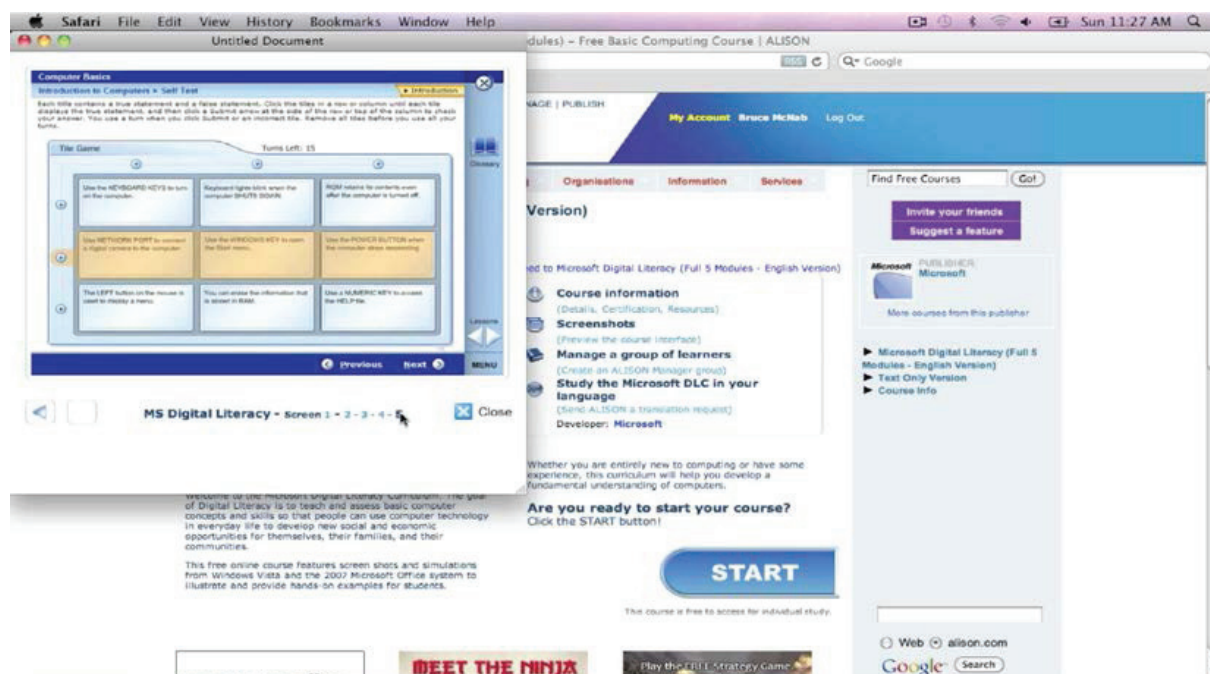 Safari File Edit View History Bookmarks Window Help
Sun 11:27 AM
Untitled Document
dules) – Free Basic Computing Course | ALISON
RSS
Google
Computer Basics
Introduction to Computers > Self Test
Introduction
Each title contains a true statement and a false statement. Click the tiles in a row or column until each tile
displays the true statement, and then click a Submit arrow at the side of the row or top of the column to check
your answer. You use a turn when you click Submit or an incorrect tile. Remove all tiles before you use all your
turns.
Tile Game
Turns Left: 15
Glossary
Use the KEYBOARD KEYS to turn
on the computer.
Keyboard lights blink when the
computer SHUTS DOWN.
ROM retains its contents even
after the computer is turned off.
Use NETWORK PORT to connect
a digital camera to the computer.
Use the WINDOWS KEY to open
the Start menu.
Use the POWER BUTTON when
the computer stops responding.
The LEFT button on the mouse is
used to display a menu.
You can erase the information that
is stored in RAM.
Use a NUMERIC KEY to access
the HELP file.
Lessons
Previous Next MENU
MS Digital Literacy - Screen 1 - 2 - 3 - 4 - 5
Close
NAGE | PUBLISH
My Account Bruce McNab Log Out
Organisations Information Services
Version)
ed to Microsoft Digital Literacy (Full 5 Modules - English Version)
Course information
(Details, Certification, Resources)
Screenshots
(Preview the course interface)
Manage a group of learners
(Create an ALISON Manager group)
Study the Microsoft DLC in your
language
(Send ALISON a translation request)
Developer: Microsoft
Find Free Courses Go!
Invite your friends
Suggest a feature
Microsoft
PUBLISHER
Microsoft
More courses from this publisher
Microsoft Digital Literacy (Full 5
Modules - English Version)
Text Only Version
Course Info
Whether you are entirely new to computing or have some
experience, this curriculum will help you develop a
fundamental understanding of computers.
Are you ready to start your course?
Click the START button!
START
This course is free to access for individual study.
Welcome to the Microsoft Digital Literacy Curriculum. The goal
of Digital Literacy is to teach and assess basic computer
concepts and skills so that people can use computer technology
in everyday life to develop new social and economic
opportunities for themselves, their families, and their
communities.
This free online course features screen shots and simulations
from Windows Vista and the 2007 Microsoft Office system to
illustrate and provide hands-on examples for students.
MEET THE NINJA
Play the FREE Strategy Game
Web alison.com
Google Search